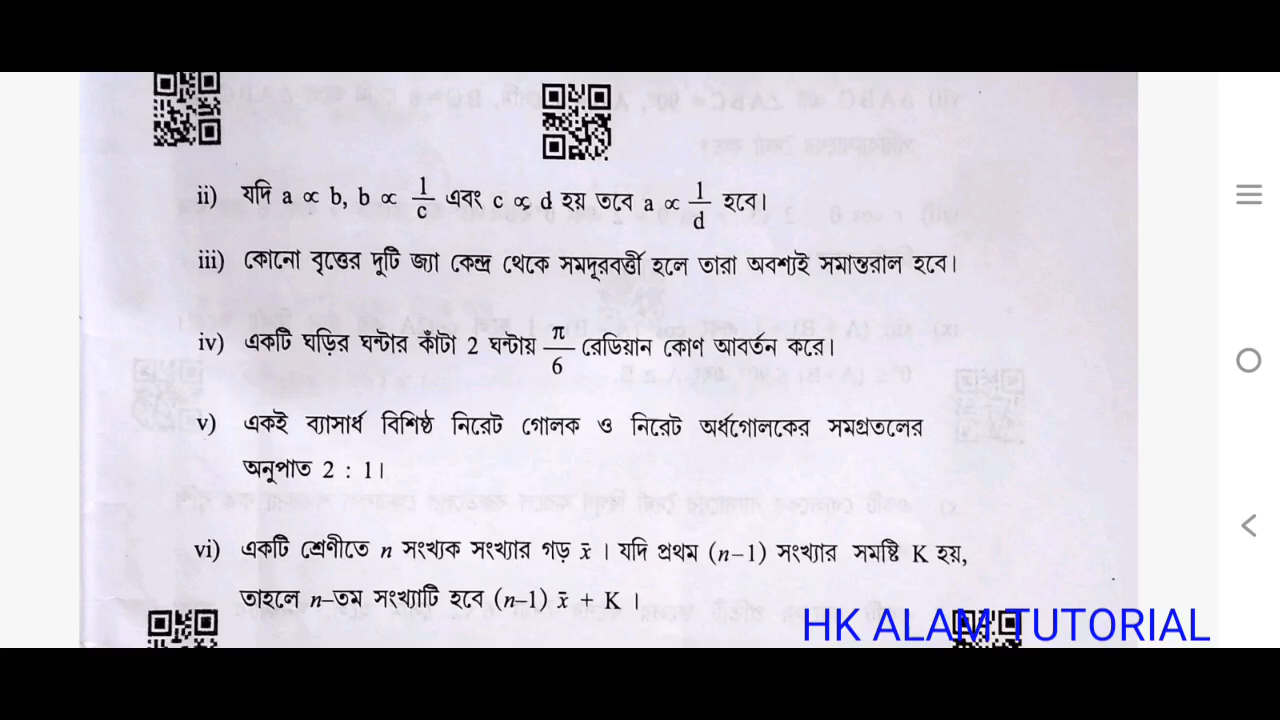 ii) যদি a ∝ b, b ∝ 1/c এবং c ∝ d হয় তবে a ∝ 1/d হবে।
iii) কোনো বৃত্তের দুটি জ্যা কেন্দ্র থেকে সমদূরবর্ত্তী হলে তারা অবশ্যই সমান্তরাল হবে।
iv) একটি ঘড়ির ঘন্টার কাঁটা 2 ঘন্টায় π/6 রেডিয়ান কোণ আবর্তন করে।
v) একই ব্যাসার্ধ বিশিষ্ঠ নিরেট গোলক ও নিরেট অর্ধগোলকের সমগ্রতলের
অনুপাত 2 : 1।
vi) একটি শ্রেণীতে n সংখ্যক সংখ্যার গড় x̄ । যদি প্রথম (n–1) সংখ্যার সমষ্টি K হয়,
তাহলে n–তম সংখ্যাটি হবে (n–1) x̄ + K ।
HK ALAM TUTORIAL